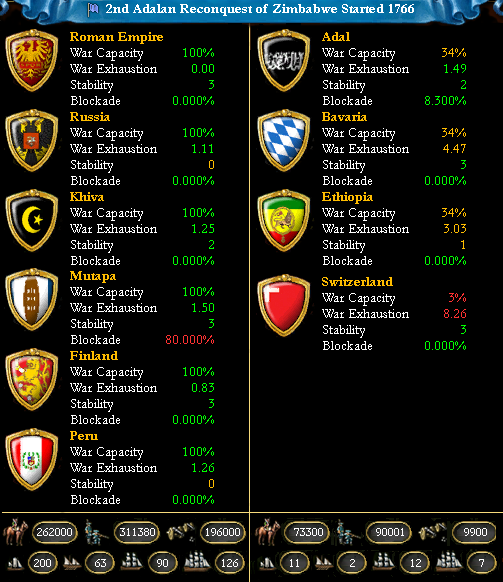 2nd Adalan Reconquest of Zimbabwe Started 1766
Roman Empire
War Capacity 100%
War Exhaustion 0.00
Stability 3
Blockade 0.000%
Russia
War Capacity 100%
War Exhaustion 1.11
Stability 0
Blockade 0.000%
Khiva
War Capacity 100%
War Exhaustion 1.25
Stability 2
Blockade 0.000%
Mutapa
War Capacity 100%
War Exhaustion 1.50
Stability 3
Blockade 80.000%
Finland
War Capacity 100%
War Exhaustion 0.83
Stability 3
Blockade 0.000%
Peru
War Capacity 100%
War Exhaustion 1.26
Stability 0
Blockade 0.000%
262000 311380 196000
200 63 90 126
Adal
War Capacity 34%
War Exhaustion 1.49
Stability 2
Blockade 8.300%
Bavaria
War Capacity 34%
War Exhaustion 4.47
Stability 3
Blockade 0.000%
Ethiopia
War Capacity 34%
War Exhaustion 3.03
Stability 1
Blockade 0.000%
Switzerland
War Capacity 3%
War Exhaustion 8.26
Stability 3
Blockade 0.000%
73300 90001 9900
11 2 12 7